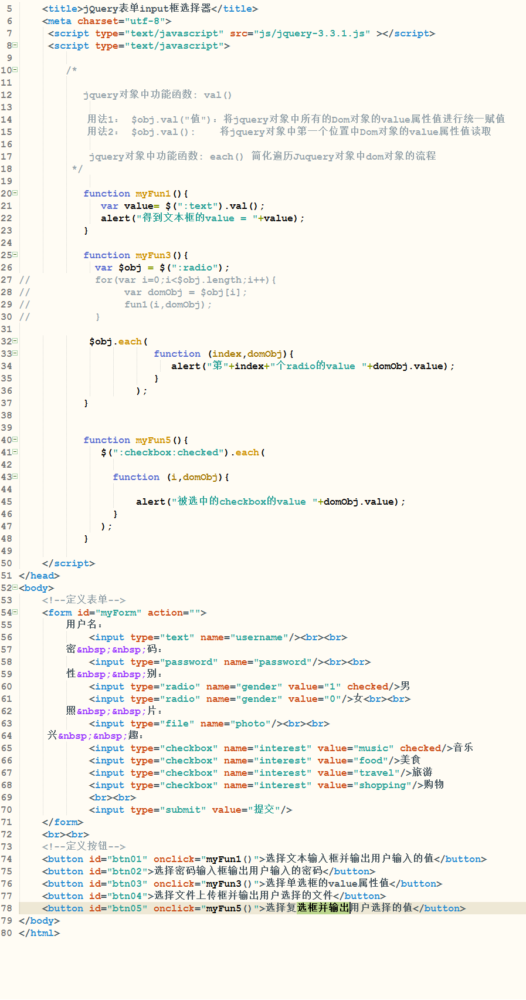 5 <title>jQuery表单input框选择器</title>
6 <meta charset="utf-8">
7 <script type="text/javascript" src="js/jquery-3.3.1.js" ></script>
8 <script type="text/javascript">
9
10 /*
11
12 jquery对象中功能函数: val()
13
14 用法1： $obj.val("值"): 将jquery对象中所有的Dom对象的value属性值进行统一赋值
15 用法2： $obj.val(): 将jquery对象中第一个位置中Dom对象的value属性值读取
16
17 jquery对象中功能函数: each() 简化遍历Juquery对象中dom对象的流程
18 */
19
20 function myFun1(){
21 var value= $(":text").val();
22 alert("得到文本框的value = "+value);
23 }
24
25 function myFun3(){
26 var $obj = $(":radio");
27 // for(var i=0;i<$obj.length;i++){
28 // var domObj = $obj[i];
29 // fun1(i,domObj);
30 // }
31
32 $obj.each(
33 function (index,domObj){
34 alert("第"+index+"个radio的value "+domObj.value);
35 }
36 );
37 }
38
39
40 function myFun5(){
41 $(":checkbox:checked").each(
42
43 function (i,domObj){
44
45 alert("被选中的checkbox的value "+domObj.value);
46 }
47 );
48 }
49
50 </script>
51 </head>
52 <body>
53 <!--定义表单-->
54 <form id="myForm" action="">
55 用户名：
56 <input type="text" name="username"/><br><br>
57 密&nbsp;&nbsp;码：
58 <input type="password" name="password"/><br><br>
59 性&nbsp;&nbsp;别：
60 <input type="radio" name="gender" value="1" checked/>男
61 <input type="radio" name="gender" value="0"/>女<br><br>
62 照&nbsp;&nbsp;片：
63 <input type="file" name="photo"/><br><br>
64 兴&nbsp;&nbsp;趣：
65 <input type="checkbox" name="interest" value="music" checked/>音乐
66 <input type="checkbox" name="interest" value="food"/>美食
67 <input type="checkbox" name="interest" value="travel"/>旅游
68 <input type="checkbox" name="interest" value="shopping"/>购物
69 <br><br>
70 <input type="submit" value="提交"/>
71 </form>
72 <br><br>
73 <!--定义按钮-->
74 <button id="btn01" onclick="myFun1()">选择文本输入框并输出用户输入的值</button>
75 <button id="btn02">选择密码输入框输出用户输入的密码</button>
76 <button id="btn03" onclick="myFun3()">选择单选框的value属性值</button>
77 <button id="btn04">选择文件上传框并输出用户选择的文件</button>
78 <button id="btn05" onclick="myFun5()">选择复选框并输出用户选择的值</button>
79 </body>
80 </html>